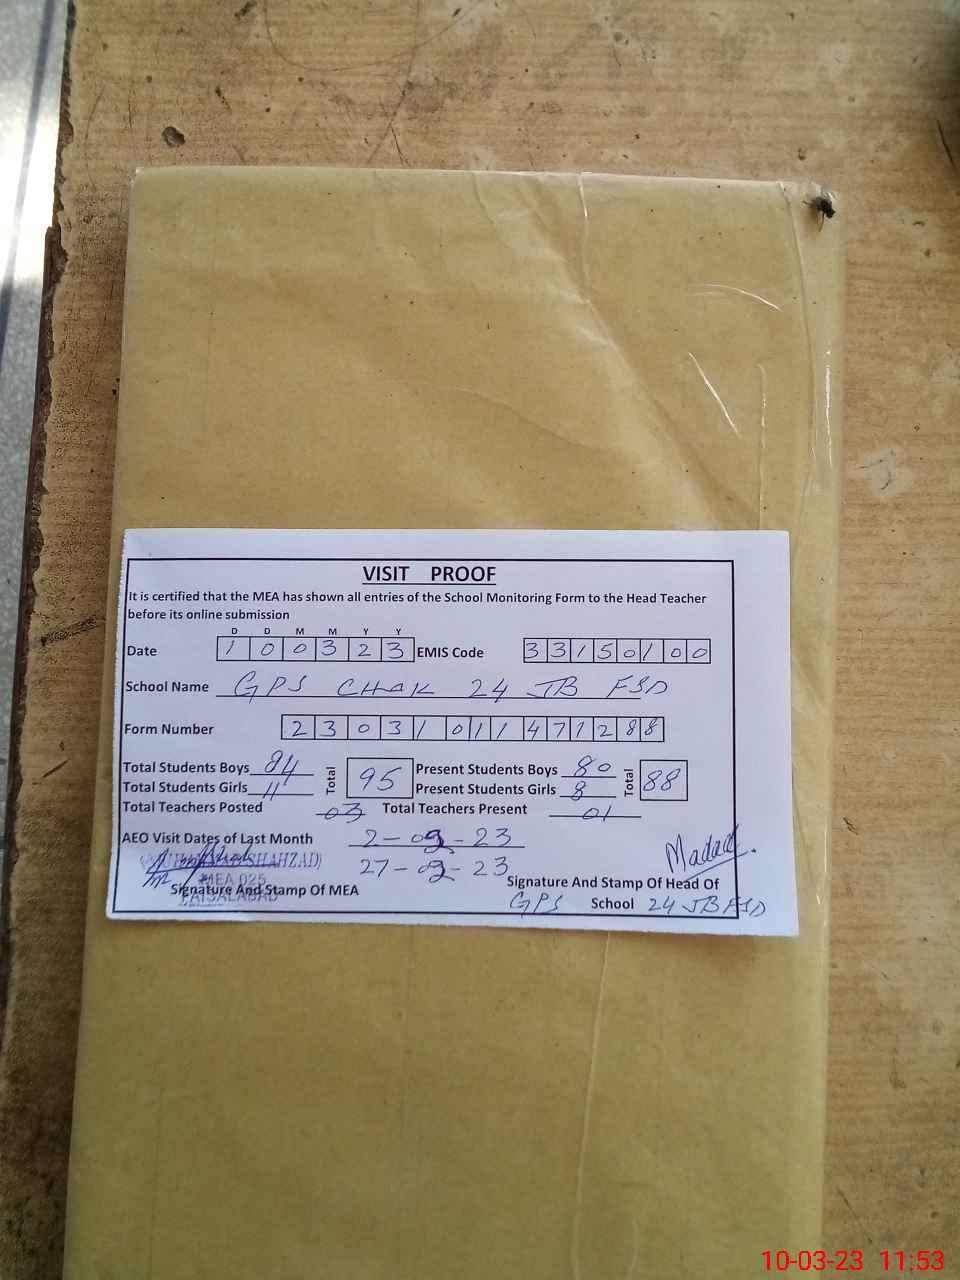 VISIT PROOF
It is certified that the MEA has shown all entries of the School Monitoring Form to the Head Teacher
before its online submission
D D M M Y Y
Date 1 0 0 3 2 3 EMIS Code 3 3 1 5 0 1 0 0
School Name GPS CHAK 24 JB FSD
Form Number 2 3 0 3 1 0 1 1 4 7 1 2 8 8
Total Students Boys 84 Total 95 Present Students Boys 80 Total 88
Total Students Girls 11 Present Students Girls 8
Total Teachers Posted 03 Total Teachers Present 01
AEO Visit Dates of Last Month 2-02-23
27-02-23
SHAHZAD)
MEA 025
Signature And Stamp Of MEA Signature And Stamp Of Head Of
FAISALABAD GPS School 24 JB FSD
10-03-23 11:53